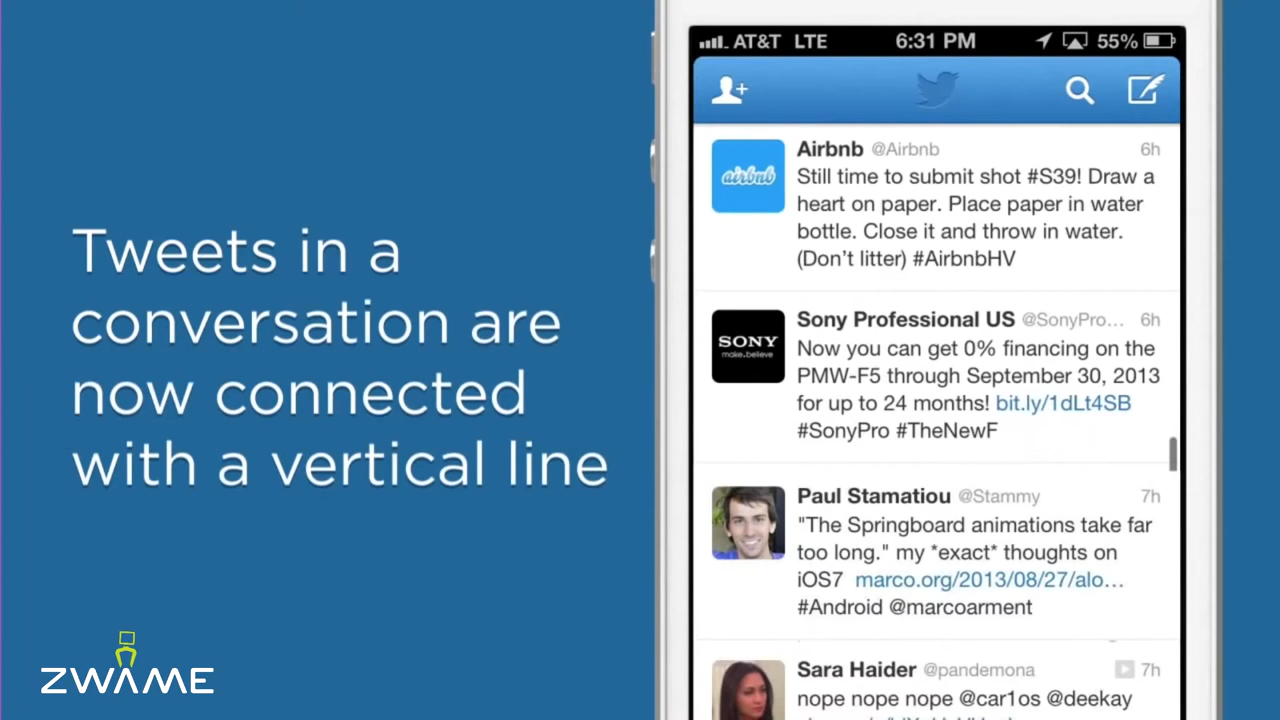 Tweets in a
conversation are
now connected
with a vertical line
ZWAME
AT&T LTE 6:31 PM 55%
airbnb
Airbnb @Airbnb 6h
Still time to submit shot #S39! Draw a
heart on paper. Place paper in water
bottle. Close it and throw in water.
(Don’t litter) #AirbnbHV
SONY
make.believe
Sony Professional US @SonyPro... 6h
Now you can get 0% financing on the
PMW-F5 through September 30, 2013
for up to 24 months! bit.ly/1dLt4SB
#SonyPro #TheNewF
Paul Stamatiou @Stammy 7h
"The Springboard animations take far
too long." my *exact* thoughts on
iOS7 marco.org/2013/08/27/alo...
#Android @marcoarment
Sara Haider @pandemona 7h
nope nope nope @car1os @deekay